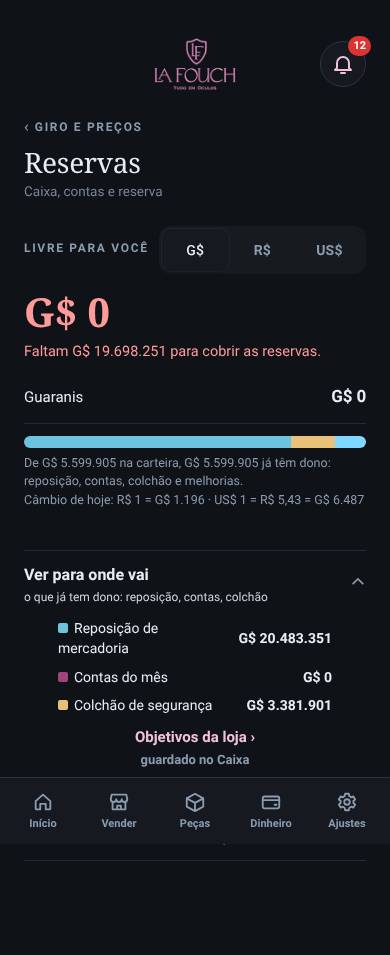 LF
LA FOUCH
Tudo em Óculos
12
‹ GIRO E PREÇOS
Reservas
Caixa, contas e reserva
LIVRE PARA VOCÊ
G$
R$
US$
G$ 0
Faltam G$ 19.698.251 para cobrir as reservas.
Guaranis
G$ 0
De G$ 5.599.905 na carteira, G$ 5.599.905 já têm dono:
reposição, contas, colchão e melhorias.
Câmbio de hoje: R$ 1 = G$ 1.196 · US$ 1 = R$ 5,43 = G$ 6.487
Ver para onde vai
o que já tem dono: reposição, contas, colchão
Reposição de
mercadoria
G$ 20.483.351
Contas do mês
G$ 0
Colchão de segurança
G$ 3.381.901
Objetivos da loja ›
guardado no Caixa
Início
Vender
Peças
Dinheiro
Ajustes